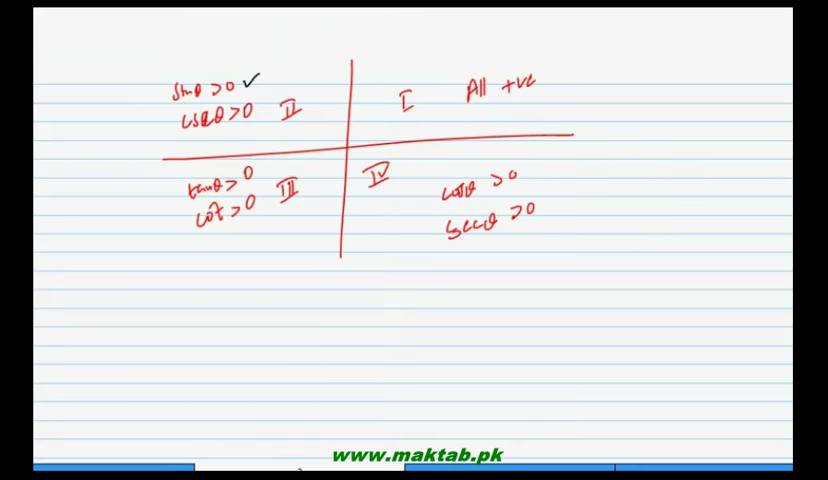 sinθ > 0 ✓
cscθ > 0 II
I All +ve
tanθ > 0
cot > 0 III
IV
cosθ > 0
secθ > 0
www.maktab.pk